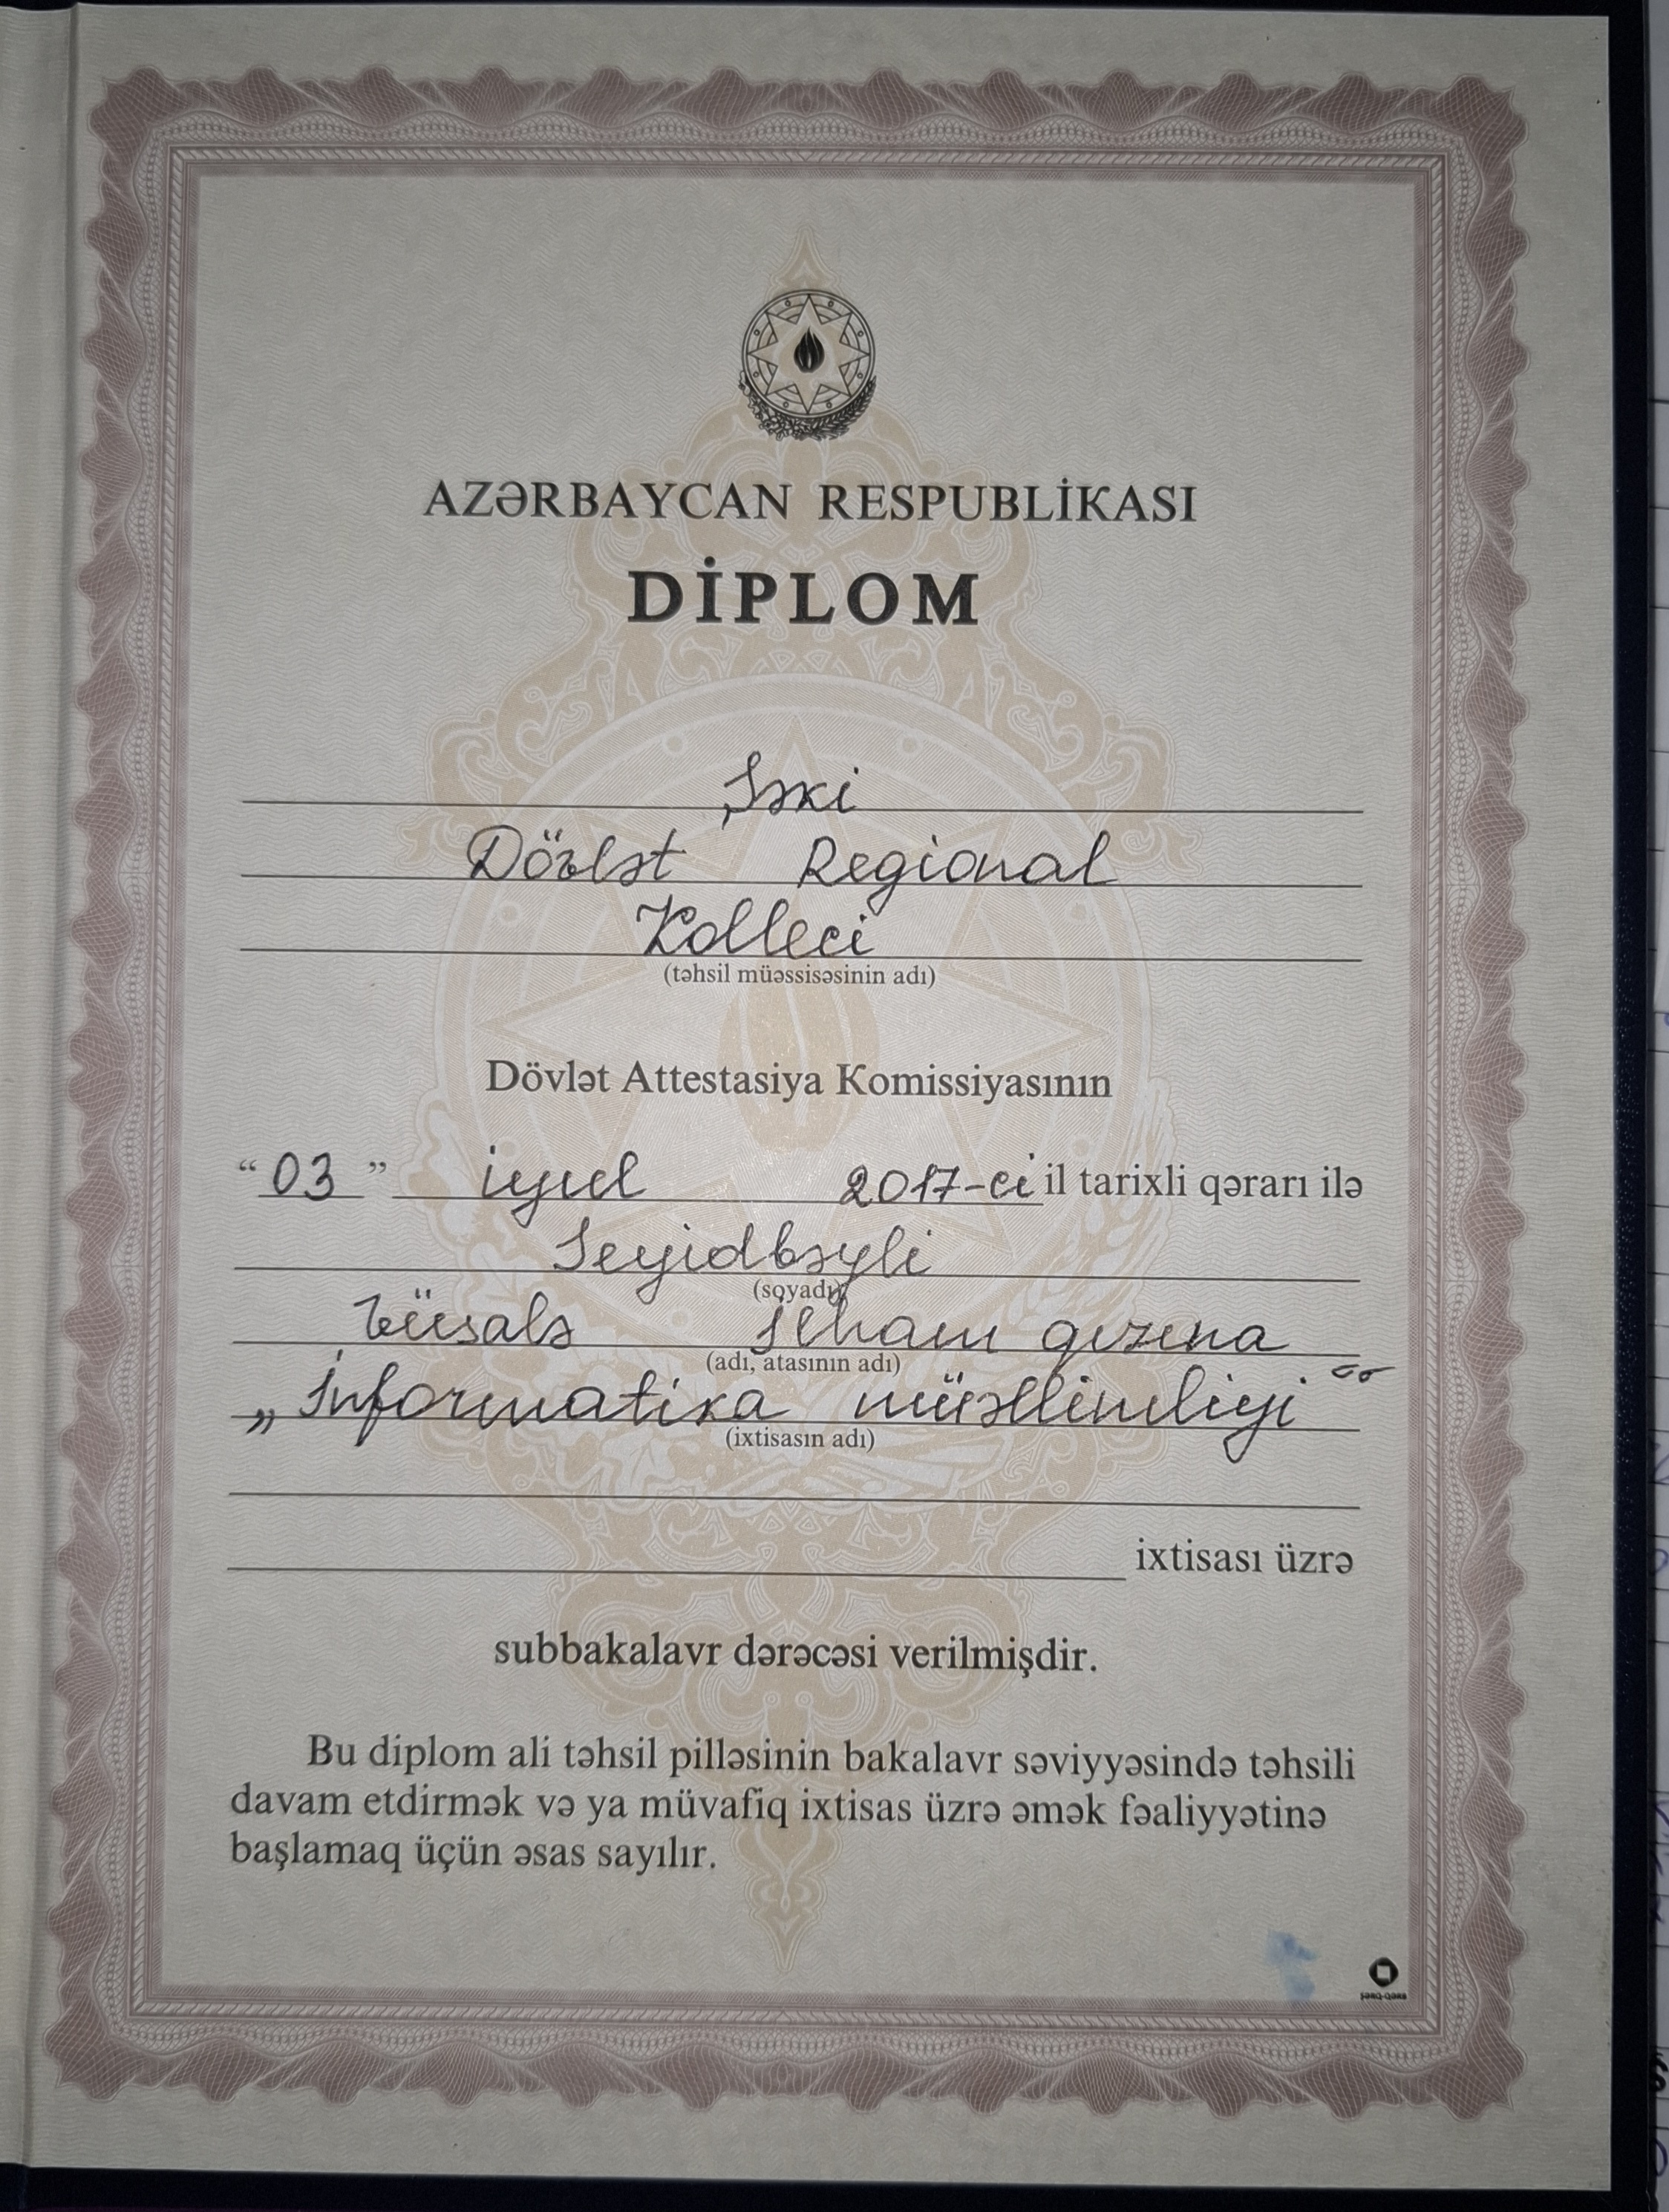 AZƏRBAYCAN RESPUBLİKASI
DİPLOM
Şəki
Dövlət Regional
Kolleci
(təhsil müəssisəsinin adı)
Dövlət Attestasiya Komissiyasının
“03” iyul 2017-ci il tarixli qərarı ilə
Seyidbəyli
(soyadı)
Vüsalə İlham qızına
(adı, atasının adı)
„İnformatika müəllimliyi“
(ixtisasın adı)
ixtisası üzrə
subbakalavr dərəcəsi verilmişdir.
Bu diplom ali təhsil pilləsinin bakalavr səviyyəsində təhsili
davam etdirmək və ya müvafiq ixtisas üzrə əmək fəaliyyətinə
başlamaq üçün əsas sayılır.
ŞƏRQ-QƏRB